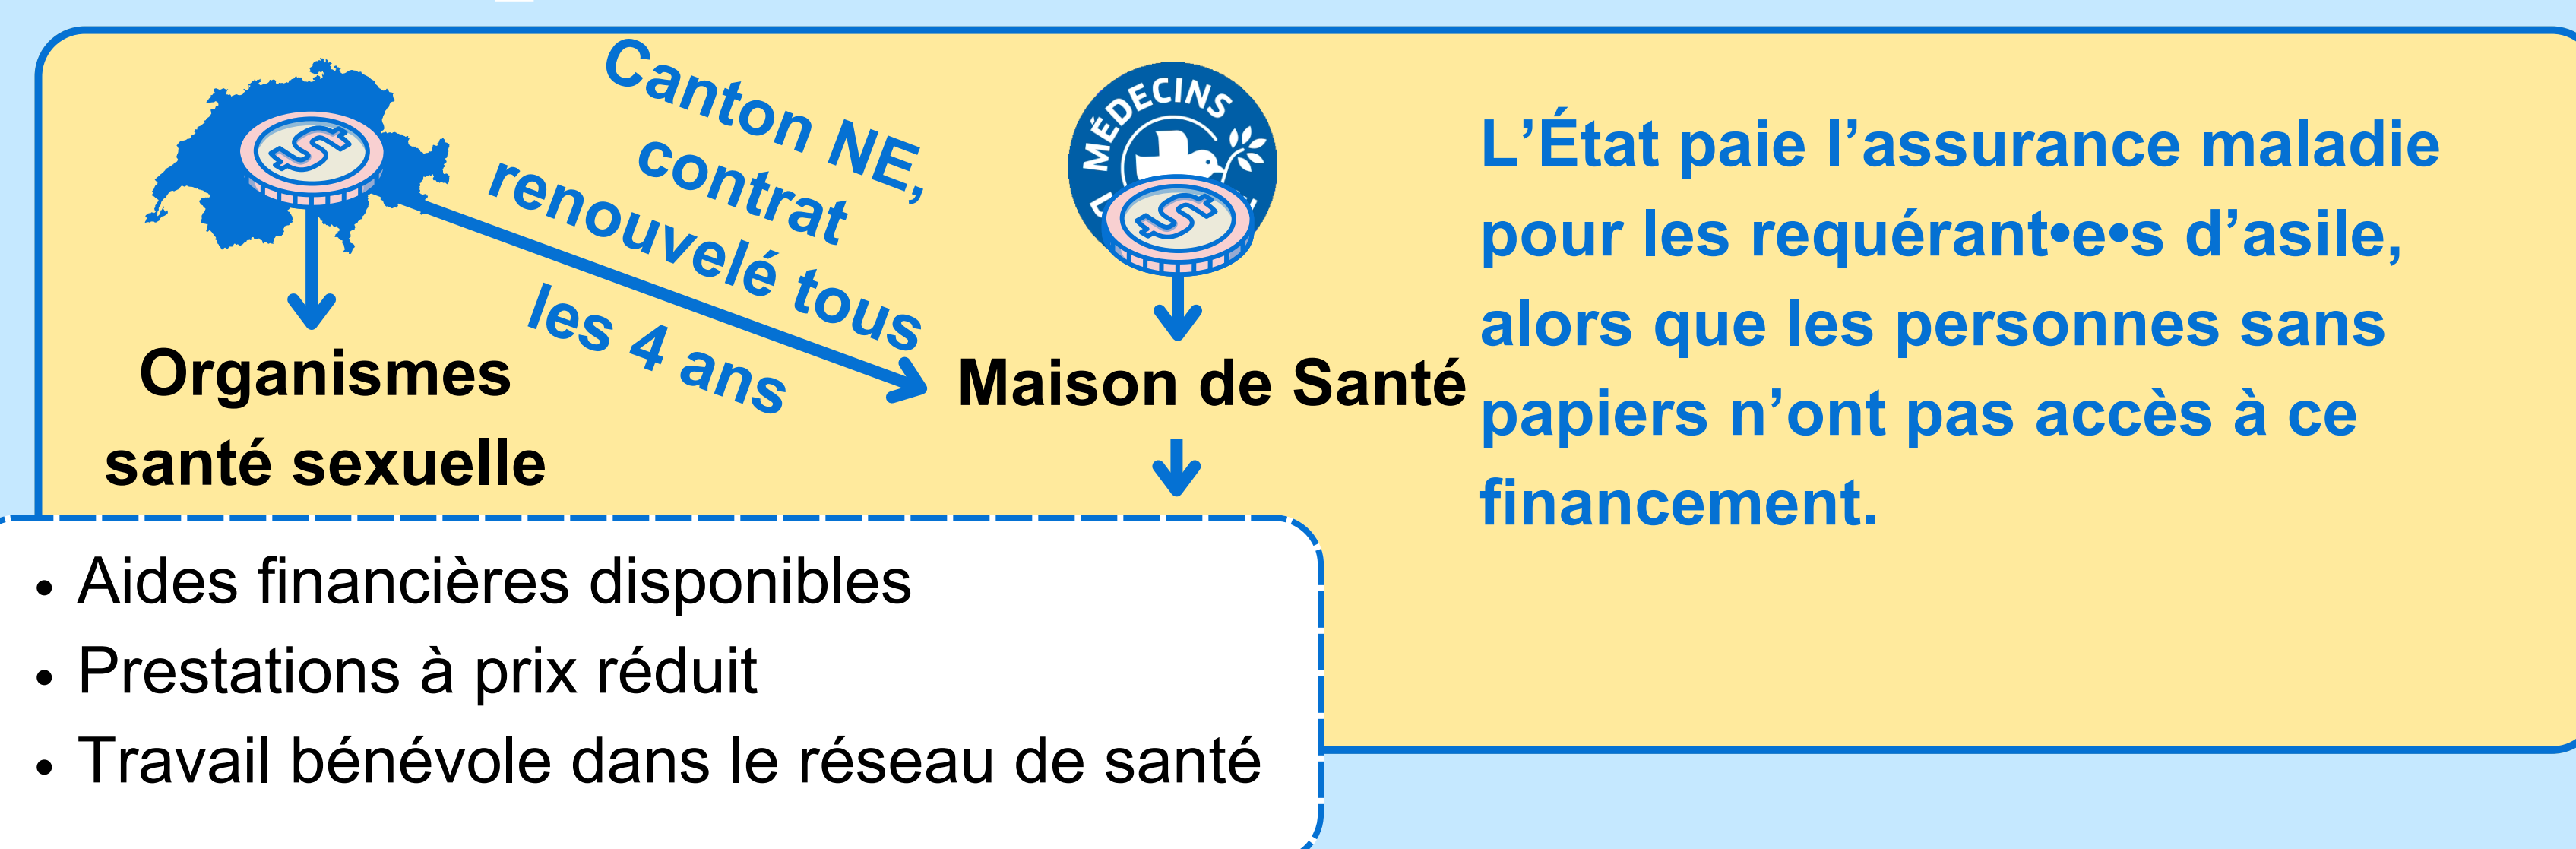 Canton NE,
contrat
renouvelé tous
les 4 ans
MÉDECINS
Organismes
santé sexuelle
Maison de Santé
L’État paie l’assurance maladie
pour les requérant•e•s d’asile,
alors que les personnes sans
papiers n’ont pas accès à ce
financement.
• Aides financières disponibles
• Prestations à prix réduit
• Travail bénévole dans le réseau de santé